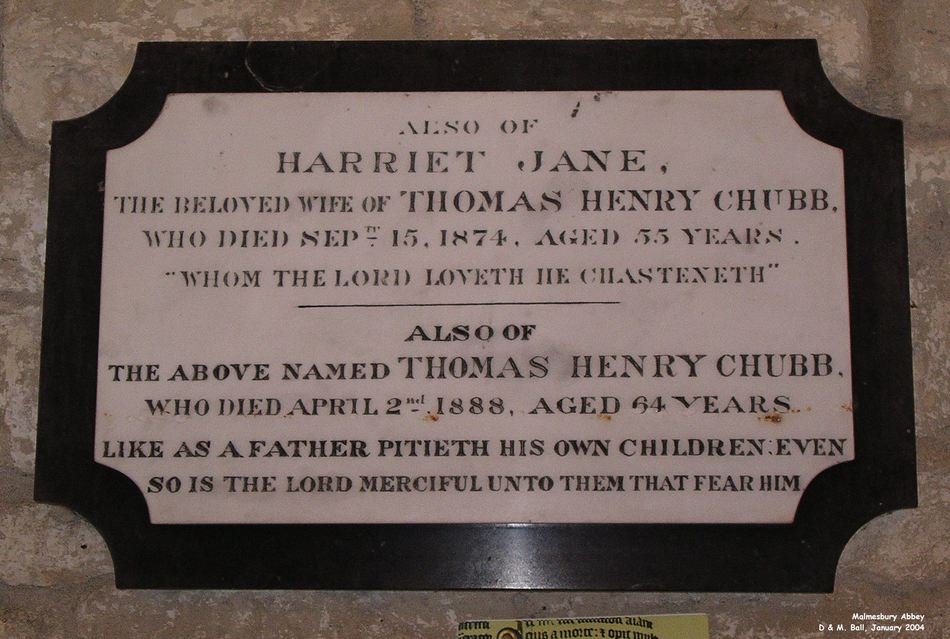 ALSO OF
HARRIET JANE,
THE BELOVED WIFE OF THOMAS HENRY CHUBB,
WHO DIED SEPTR 15, 1874, AGED 55 YEARS.
"WHOM THE LORD LOVETH HE CHASTENETH"
ALSO OF
THE ABOVE NAMED THOMAS HENRY CHUBB,
WHO DIED APRIL 2nd 1888, AGED 64 YEARS.
LIKE AS A FATHER PITIETH HIS OWN CHILDREN: EVEN
SO IS THE LORD MERCIFUL UNTO THEM THAT FEAR HIM
Malmesbury Abbey
D & M. Ball, January 2004